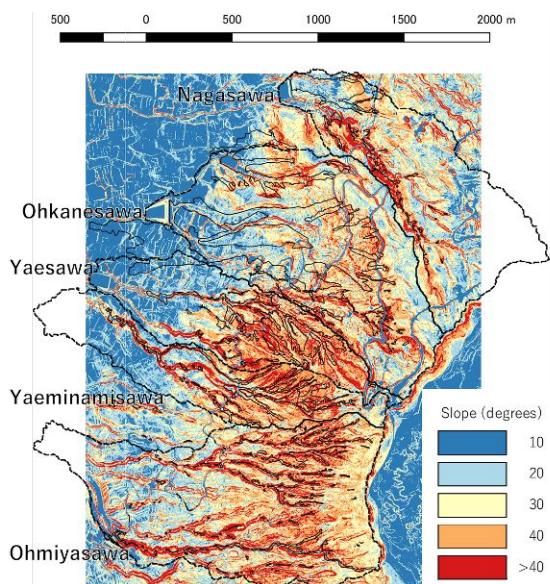 500 0 500 1000 1500 2000 m
Nagasawa
Ohkanesawa
Yaesawa
Yaeminamisawa
Ohmiyasawa
Slope (degrees)
10
20
30
40
>40